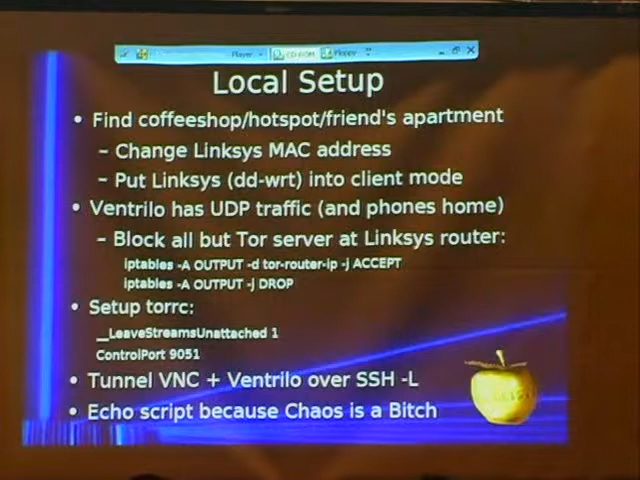 Player
CD-ROM
Floppy
Local Setup
• Find coffeeshop/hotspot/friend's apartment
– Change Linksys MAC address
– Put Linksys (dd-wrt) into client mode
• Ventrilo has UDP traffic (and phones home)
– Block all but Tor server at Linksys router:
iptables -A OUTPUT -d tor-router-ip -j ACCEPT
iptables -A OUTPUT -j DROP
• Setup torrc:
__LeaveStreamsUnattached 1
ControlPort 9051
• Tunnel VNC + Ventrilo over SSH -L
• Echo script because Chaos is a Bitch